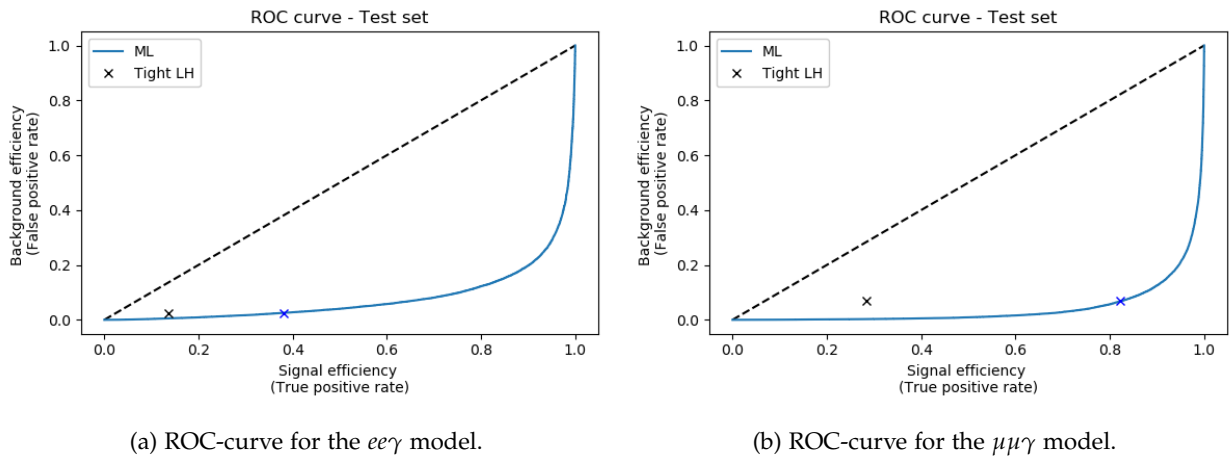 ROC curve - Test set
ML
Tight LH
1.0
0.8
0.6
0.4
0.2
0.0
Background efficiency
(False positive rate)
0.0 0.2 0.4 0.6 0.8 1.0
Signal efficiency
(True positive rate)
(a) ROC-curve for the eeγ model.
ROC curve - Test set
ML
Tight LH
1.0
0.8
0.6
0.4
0.2
0.0
Background efficiency
(False positive rate)
0.0 0.2 0.4 0.6 0.8 1.0
Signal efficiency
(True positive rate)
(b) ROC-curve for the μμγ model.